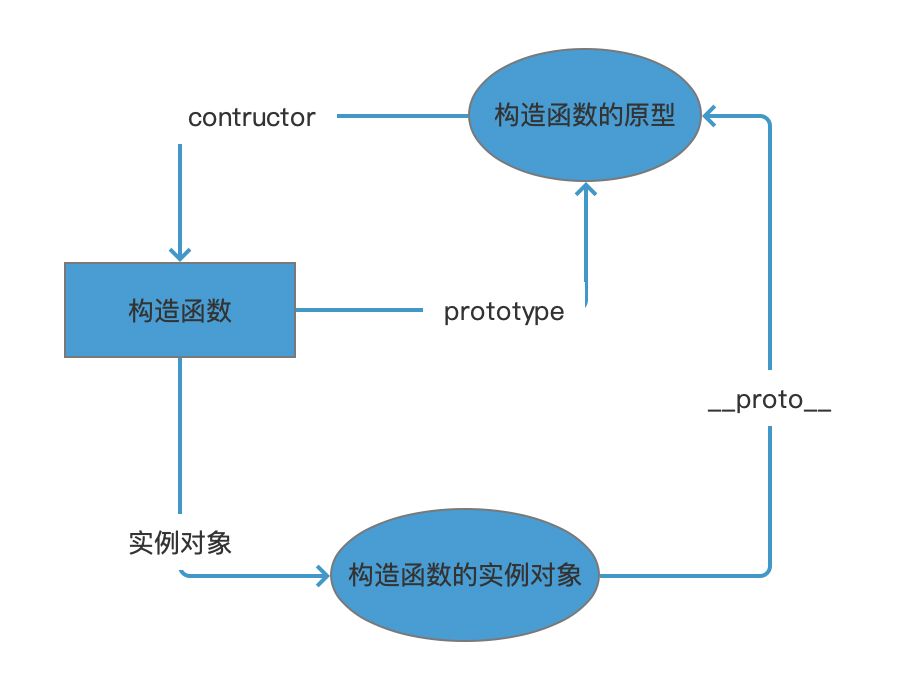 contructor
构造函数的原型
构造函数
prototype
__proto__
实例对象
构造函数的实例对象